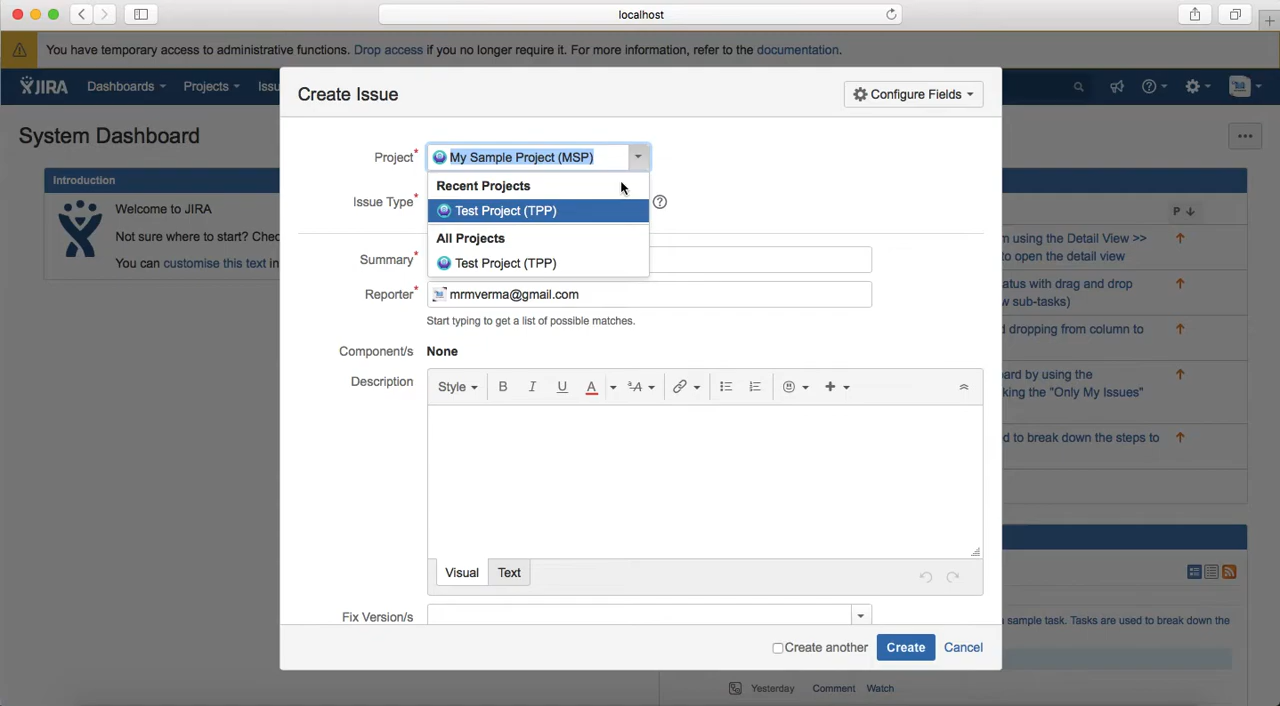 localhost
You have temporary access to administrative functions. Drop access if you no longer require it. For more information, refer to the documentation.
JIRA Dashboards Projects Issu
Create Issue
Configure Fields
System Dashboard
Introduction
Welcome to JIRA
Not sure where to start? Chec
You can customise this text in
Project*
My Sample Project (MSP)
Recent Projects
Test Project (TPP)
All Projects
Test Project (TPP)
Issue Type*
Summary*
Reporter*
mrmverma@gmail.com
Start typing to get a list of possible matches.
Component/s
None
Description
Style B I U A
Visual Text
Fix Version/s
Create another
Create
Cancel
P
n using the Detail View >>
to open the detail view
tatus with drag and drop
w sub-tasks)
d dropping from column to
ard by using the
king the "Only My Issues"
d to break down the steps to
a sample task. Tasks are used to break down the
Yesterday Comment Watch